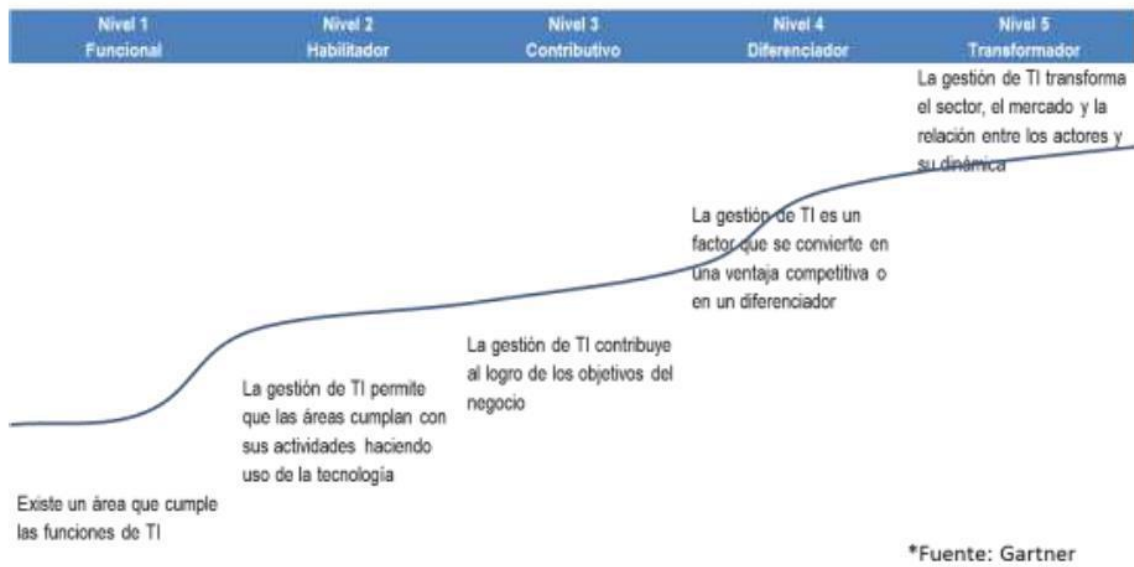 Nivel 1
Funcional
Nivel 2
Habilitador
Nivel 3
Contributivo
Nivel 4
Diferenciador
Nivel 5
Transformador
Existe un área que cumple
las funciones de TI
La gestión de TI permite
que las áreas cumplan con
sus actividades haciendo
uso de la tecnología
La gestión de TI contribuye
al logro de los objetivos del
negocio
La gestión de TI es un
factor que se convierte en
una ventaja competitiva o
en un diferenciador
La gestión de TI transforma
el sector, el mercado y la
relación entre los actores y
su dinámica
*Fuente: Gartner